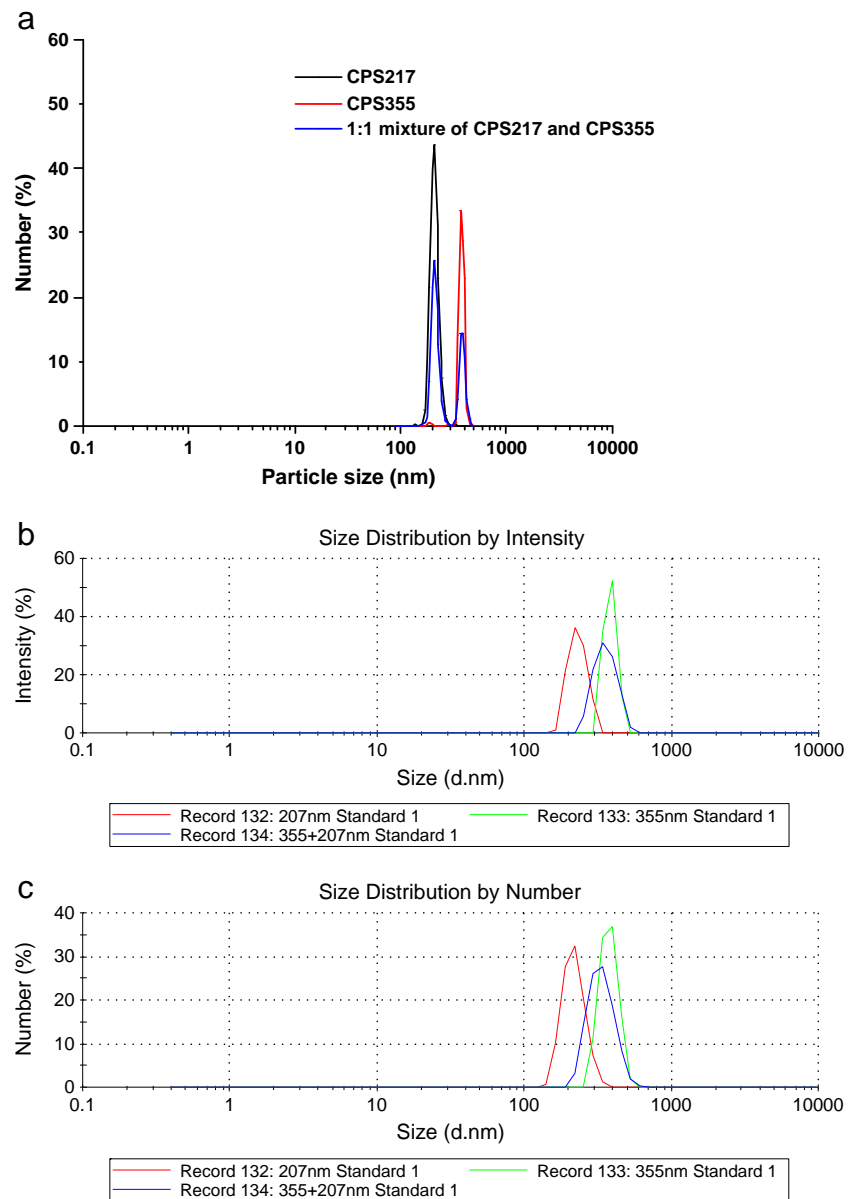 a
60
50
40
30
20
10
0
Number (%)
CPS217
CPS355
1:1 mixture of CPS217 and CPS355
0.1 1 10 100 1000 10000
Particle size (nm)
b
Size Distribution by Intensity
60
40
20
0
Intensity (%)
0.1 1 10 100 1000 10000
Size (d.nm)
Record 132: 207nm Standard 1 Record 133: 355nm Standard 1
Record 134: 355+207nm Standard 1
c
Size Distribution by Number
40
30
20
10
0
Number (%)
0.1 1 10 100 1000 10000
Size (d.nm)
Record 132: 207nm Standard 1 Record 133: 355nm Standard 1
Record 134: 355+207nm Standard 1